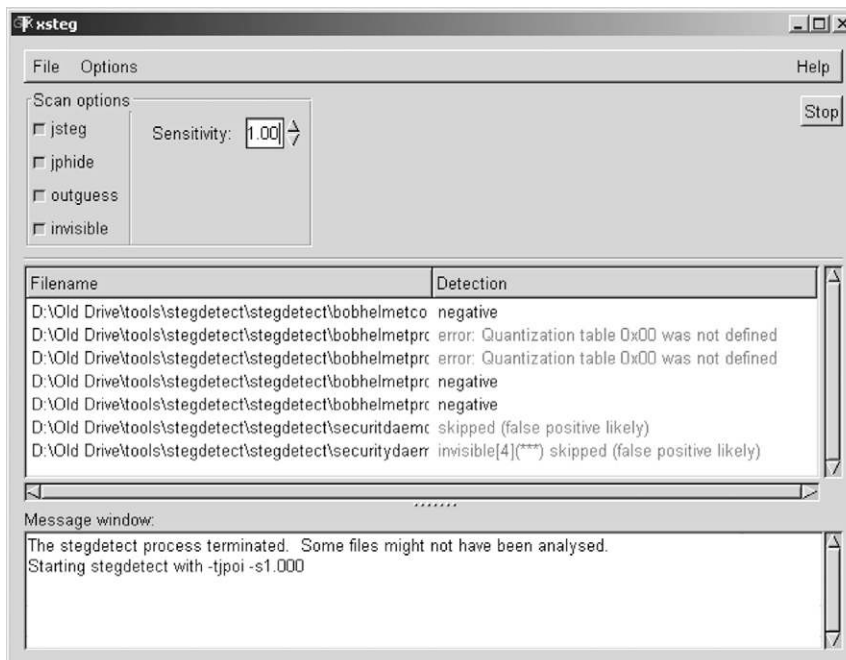 xsteg
File Options Help
Scan options
Stop
jsteg
Sensitivity: 1.00
jphide
outguess
invisible
Filename Detection
D:\Old Drive\tools\stegdetect\stegdetect\bobhelmetco negative
D:\Old Drive\tools\stegdetect\stegdetect\bobhelmetprc error: Quantization table 0x00 was not defined
D:\Old Drive\tools\stegdetect\stegdetect\bobhelmetprc error: Quantization table 0x00 was not defined
D:\Old Drive\tools\stegdetect\stegdetect\bobhelmetprc negative
D:\Old Drive\tools\stegdetect\stegdetect\bobhelmetprc negative
D:\Old Drive\tools\stegdetect\stegdetect\securitdaemc skipped (false positive likely)
D:\Old Drive\tools\stegdetect\stegdetect\securitydaerr invisible[4](***) skipped (false positive likely)
Message window:
The stegdetect process terminated. Some files might not have been analysed.
Starting stegdetect with -tjpoi -s1.000